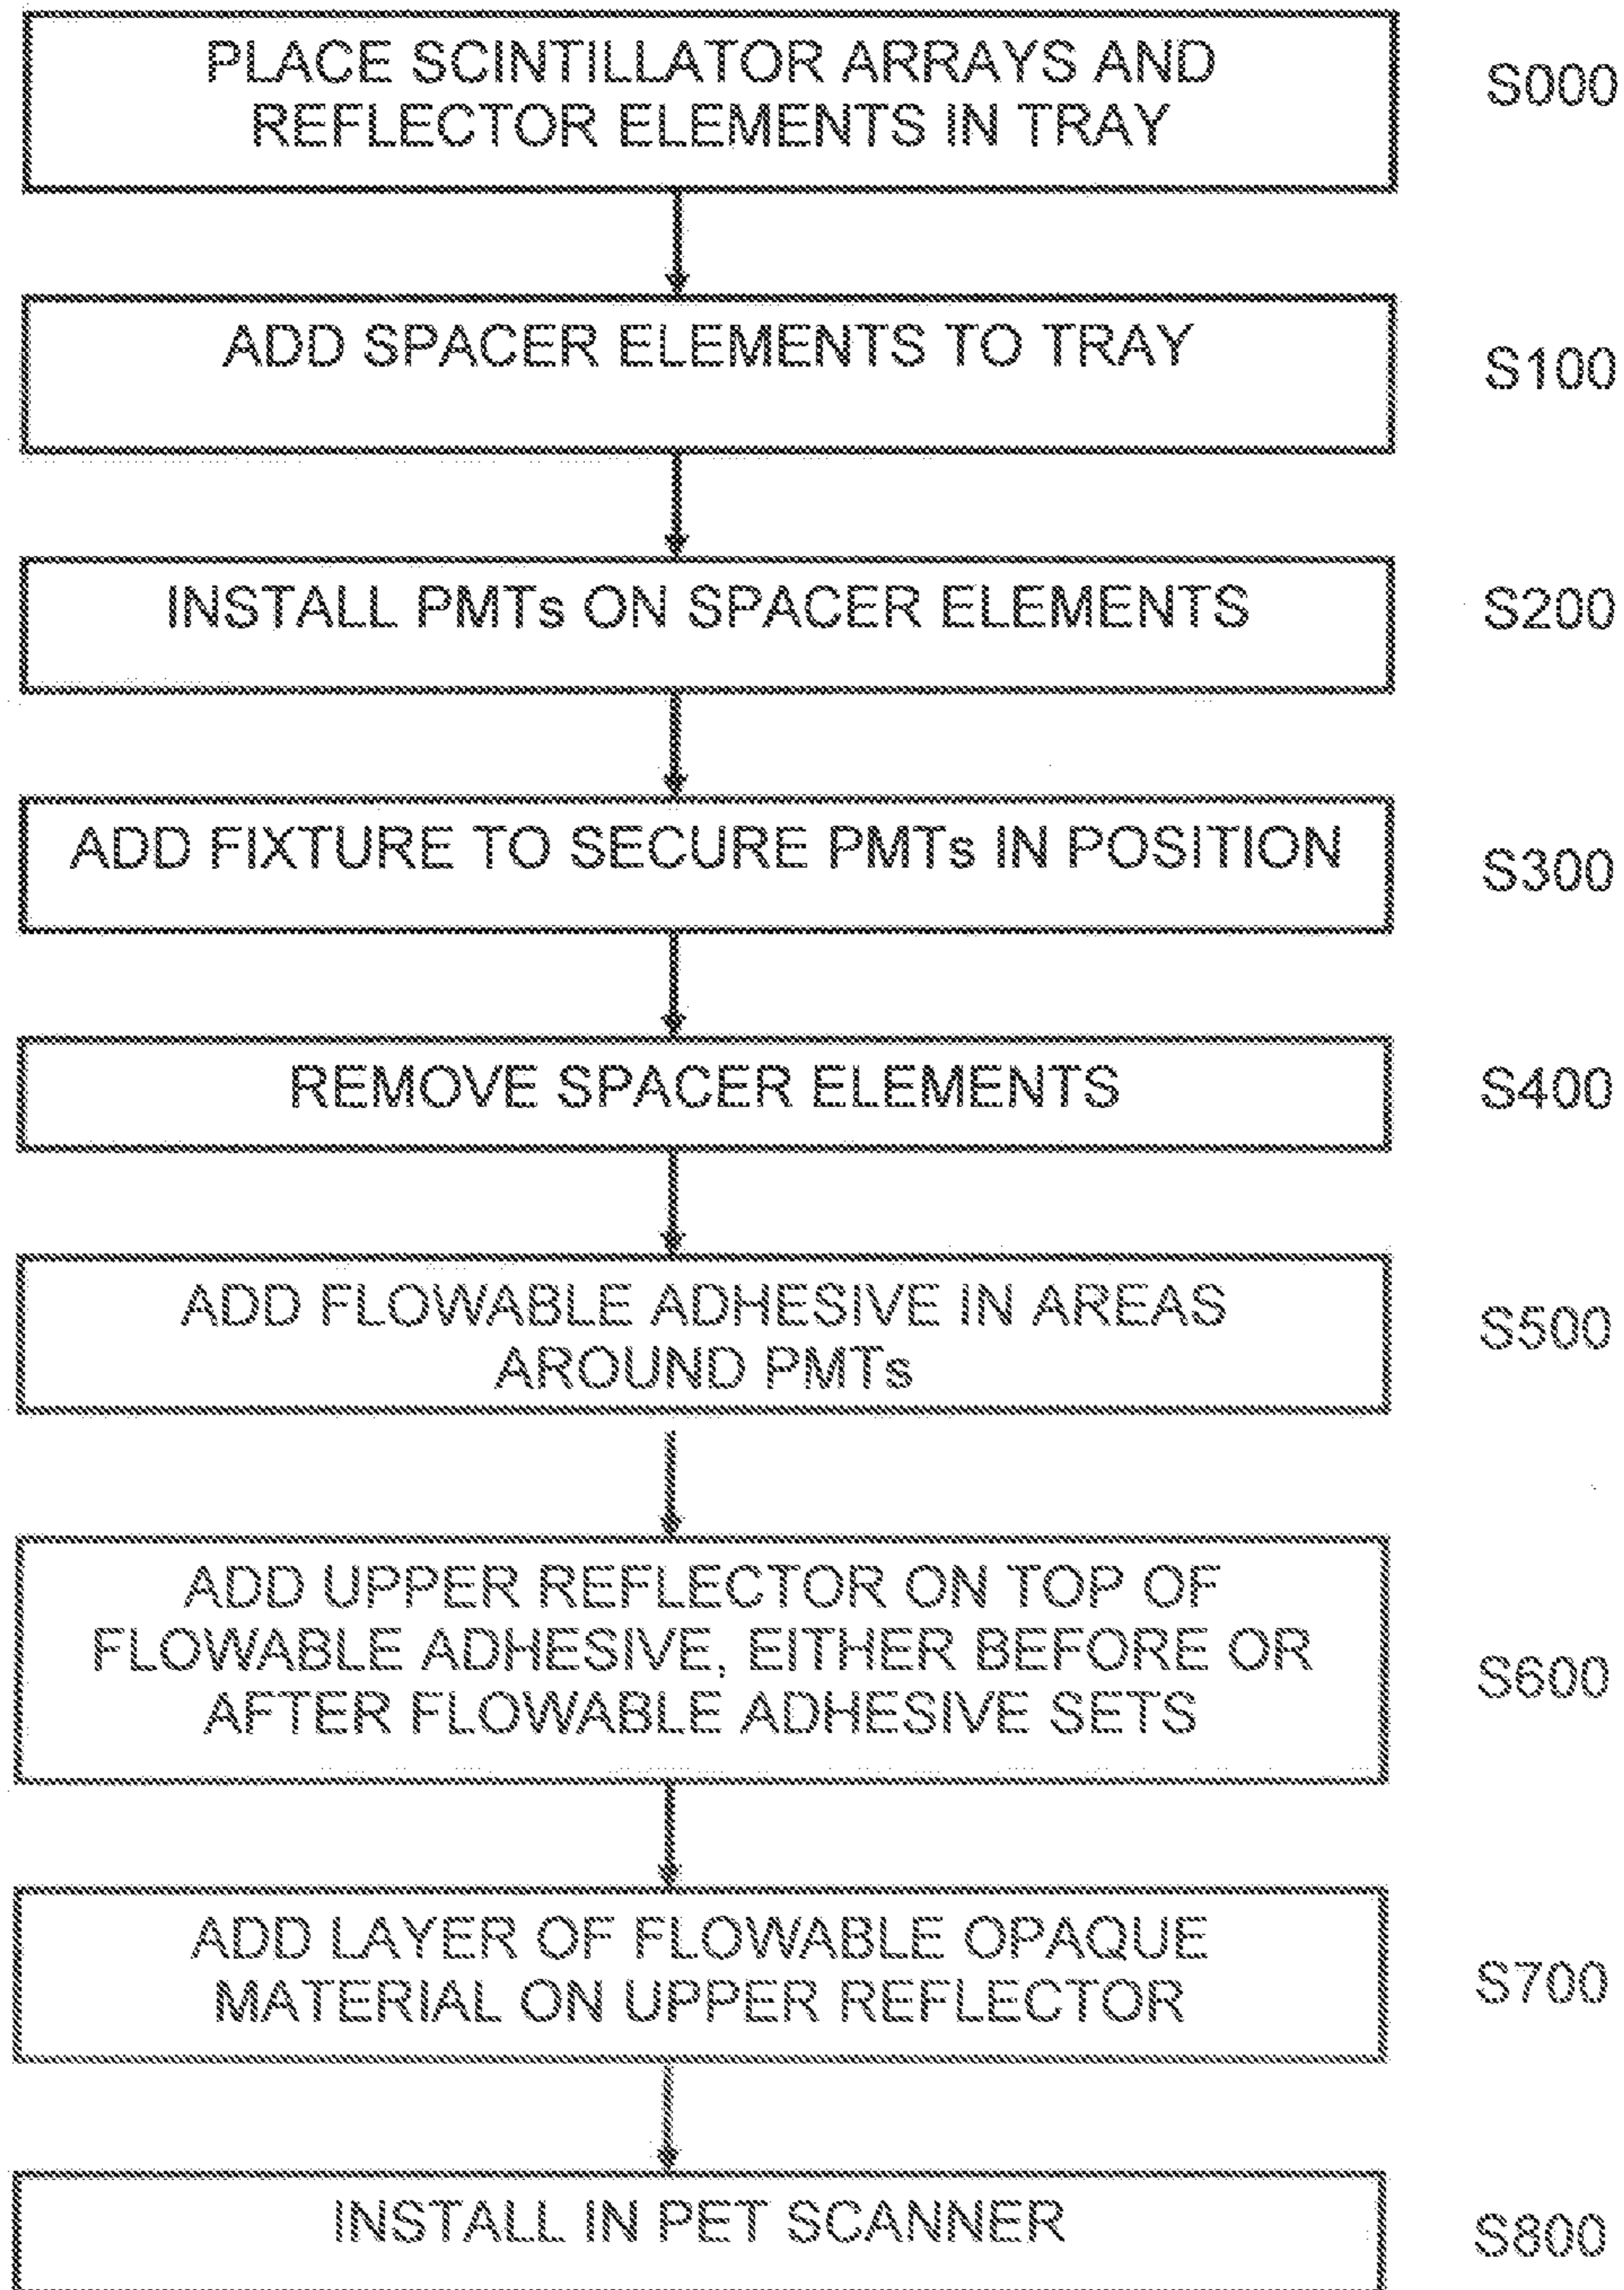 PLACE SCINTILLATOR ARRAYS AND
REFLECTOR ELEMENTS IN TRAY
S000
ADD SPACER ELEMENTS TO TRAY
S100
INSTALL PMTs ON SPACER ELEMENTS
S200
ADD FIXTURE TO SECURE PMTs IN POSITION
S300
REMOVE SPACER ELEMENTS
S400
ADD FLOWABLE ADHESIVE IN AREAS
AROUND PMTs
S500
ADD UPPER REFLECTOR ON TOP OF
FLOWABLE ADHESIVE, EITHER BEFORE OR
AFTER FLOWABLE ADHESIVE SETS
S600
ADD LAYER OF FLOWABLE OPAQUE
MATERIAL ON UPPER REFLECTOR
S700
INSTALL IN PET SCANNER
S800